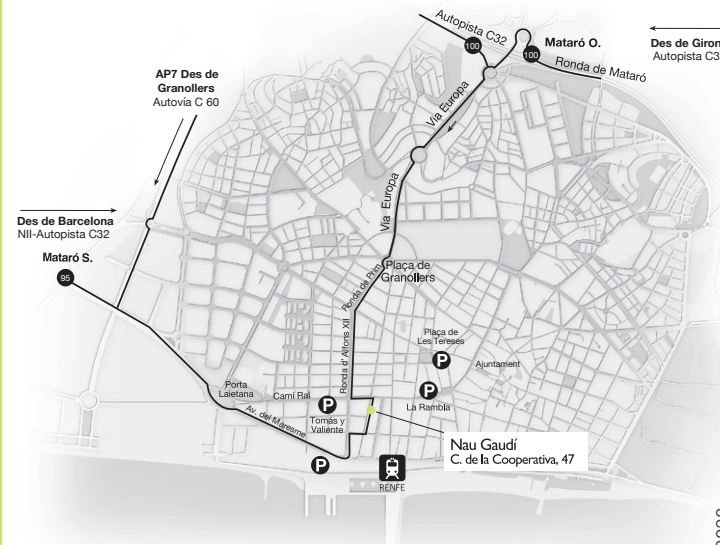 Autopista C32
100
100
Mataró O.
Ronda de Mataró
Des de Giron
Autopista C3
AP7 Des de
Granollers
Autovía C 60
Via Europa
Via Europa
Des de Barcelona
NII-Autopista C32
Mataró S.
95
Plaça de
Granollers
Ronda de Prim
Ronda d' Alfons XII
Plaça de
Les Tereses
P
Ajuntament
Porta
Laietana
Camí Ral
P
P
La Rambla
Tomás y
Valiente
Av. del Maresme
Nau Gaudí
C. de la Cooperativa, 47
P
RENFE